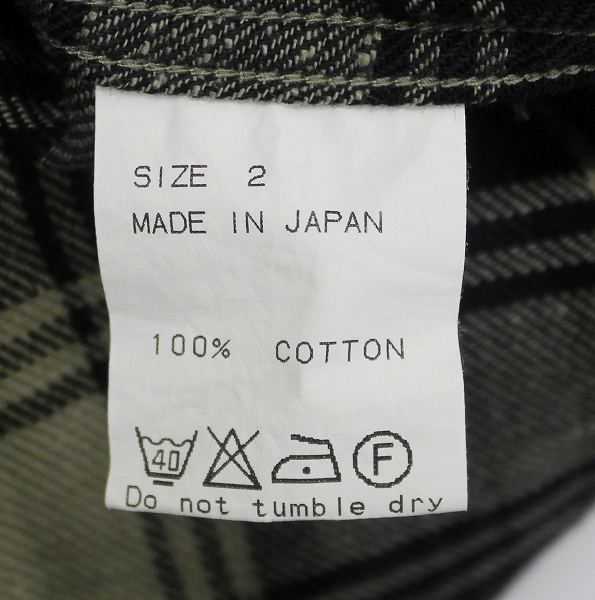 SIZE 2
MADE IN JAPAN
100% COTTON
40 F
Do not tumble dry